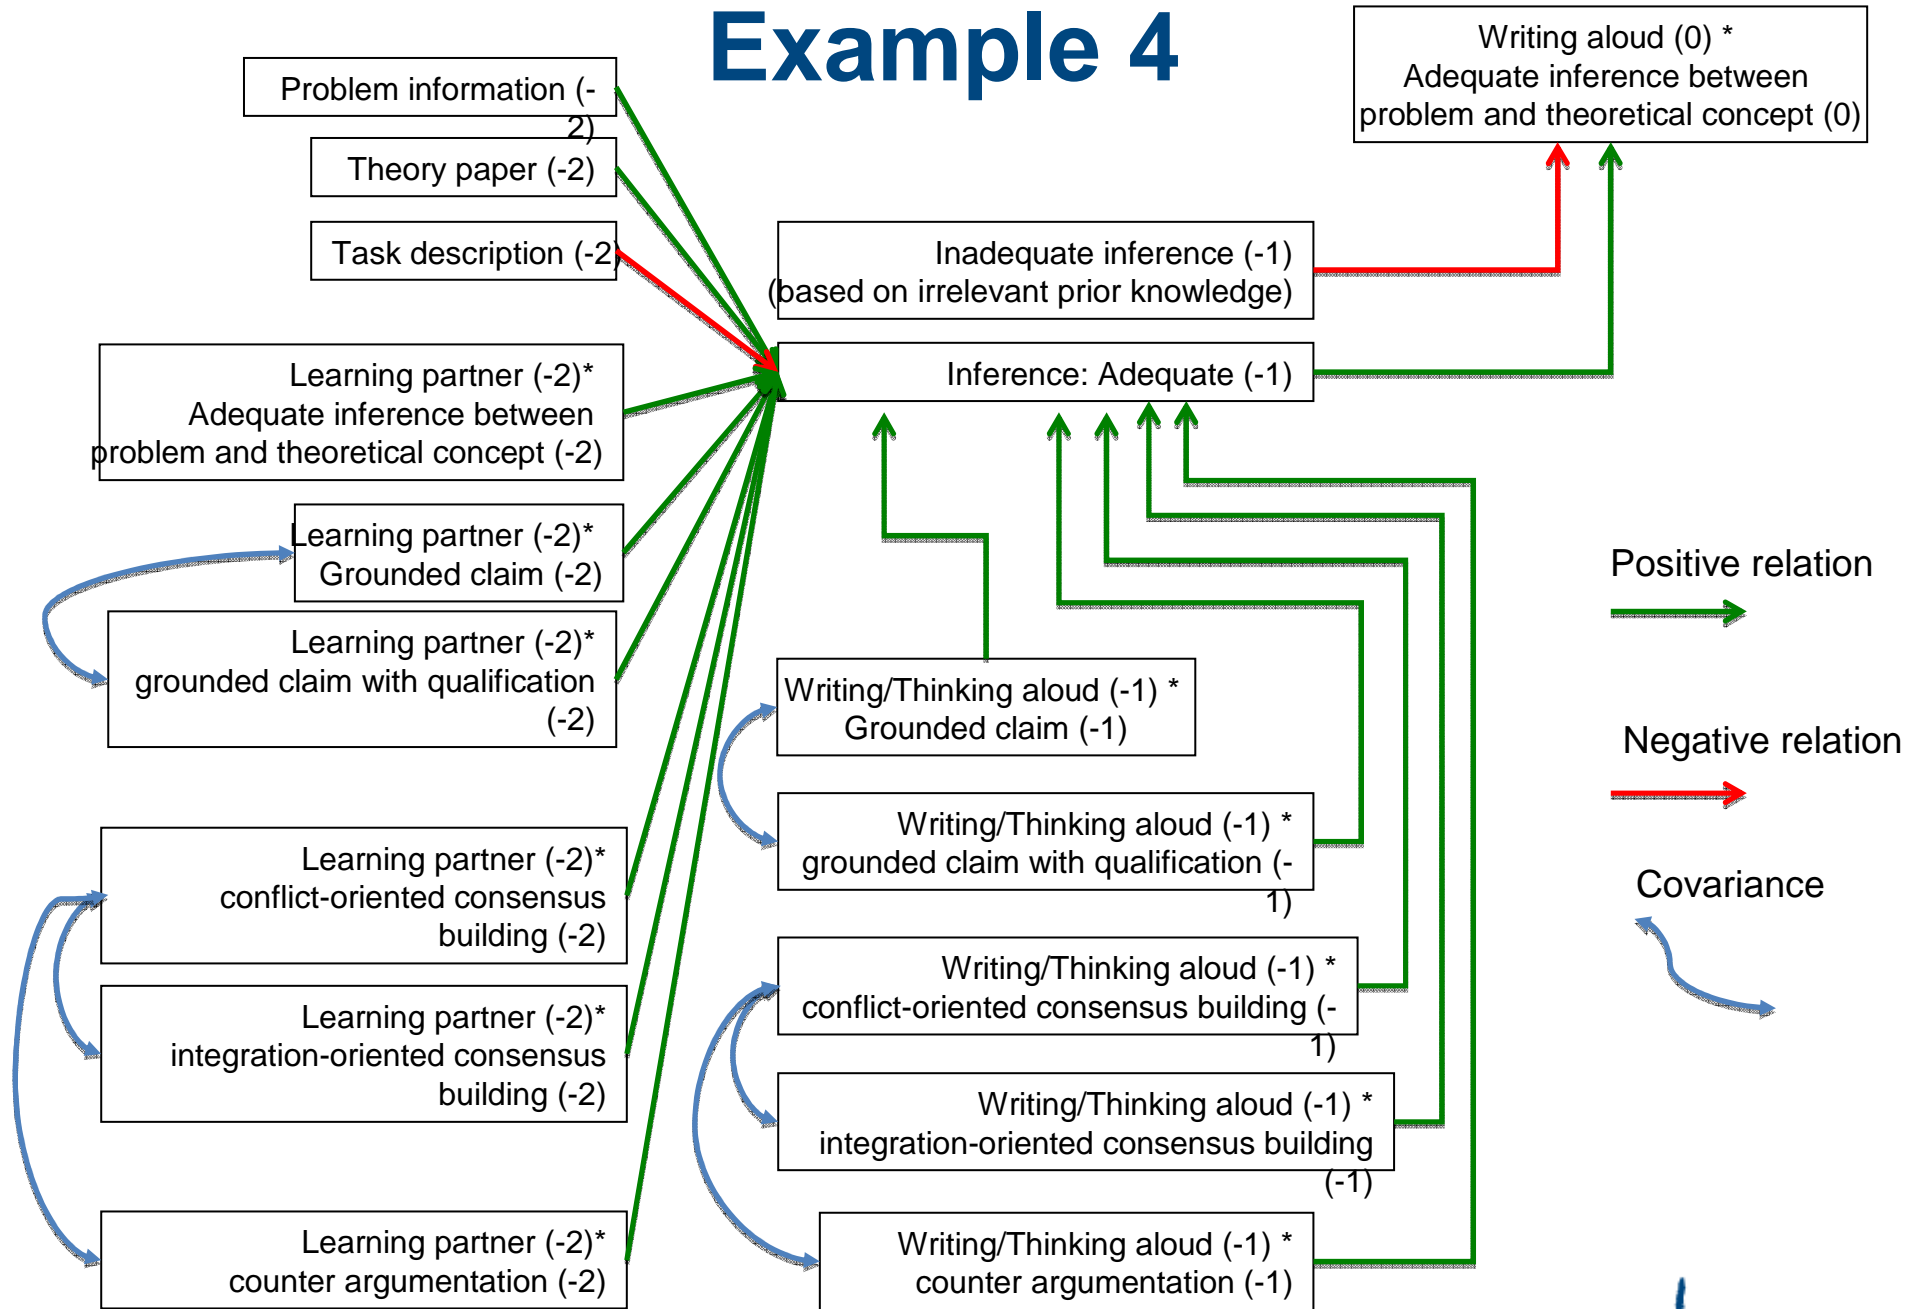 Example 4
Writing aloud (0) *
Adequate inference between
problem and theoretical concept (0)
Problem information (-
2)
Theory paper (-2)
Task description (-2)
Inadequate inference (-1)
(based on irrelevant prior knowledge)
Inference: Adequate (-1)
Learning partner (-2)*
Adequate inference between
problem and theoretical concept (-2)
Learning partner (-2)*
Grounded claim (-2)
Learning partner (-2)*
grounded claim with qualification
(-2)
Learning partner (-2)*
conflict-oriented consensus
building (-2)
Learning partner (-2)*
integration-oriented consensus
building (-2)
Learning partner (-2)*
counter argumentation (-2)
Writing/Thinking aloud (-1) *
Grounded claim (-1)
Writing/Thinking aloud (-1) *
grounded claim with qualification (-
1)
Writing/Thinking aloud (-1) *
conflict-oriented consensus building (-
1)
Writing/Thinking aloud (-1) *
integration-oriented consensus building
(-1)
Writing/Thinking aloud (-1) *
counter argumentation (-1)
Positive relation
Negative relation
Covariance